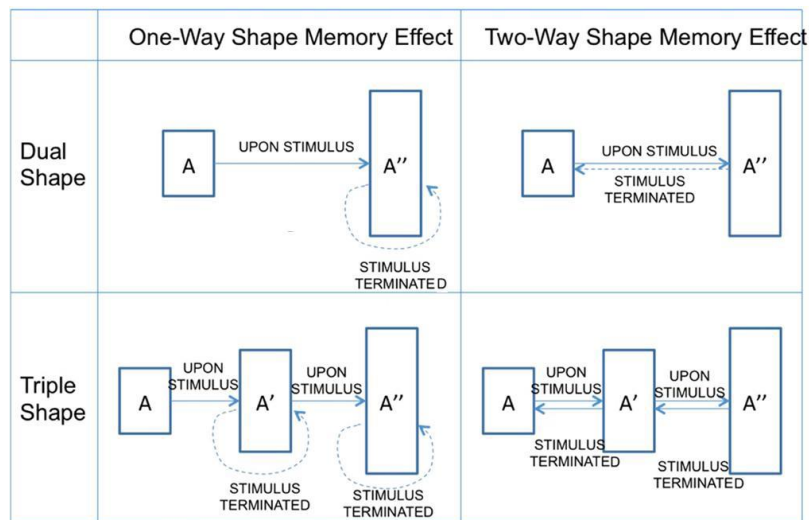 One-Way Shape Memory Effect
Two-Way Shape Memory Effect
Dual
Shape
A
UPON STIMULUS
A′′
STIMULUS
TERMINATED
A
UPON STIMULUS
STIMULUS
TERMINATED
A′′
Triple
Shape
A
UPON
STIMULUS
A′
UPON
STIMULUS
A′′
STIMULUS
TERMINATED
STIMULUS
TERMINATED
A
UPON
STIMULUS
A′
UPON
STIMULUS
A′′
STIMULUS
TERMINATED
STIMULUS
TERMINATED